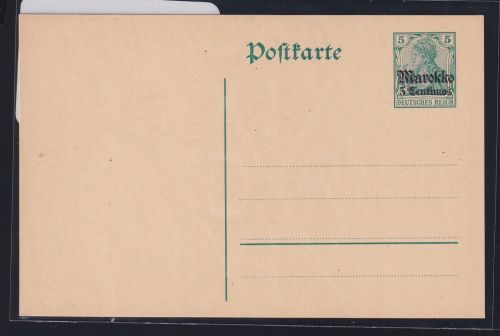 Postkarte
5 5
Marokko
5 Centimos
DEUTSCHES REICH